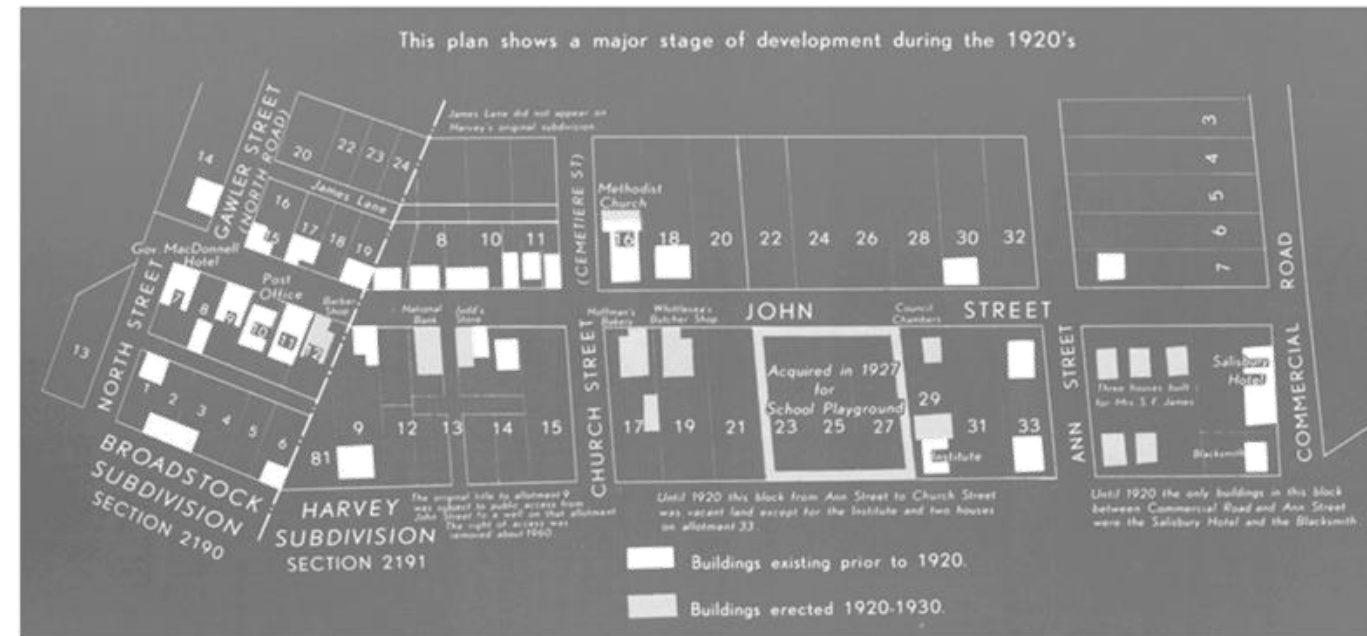 This plan shows a major stage of development during the 1920's
GAWLER STREET
(NORTH ROAD)
14
20
22
23
24
James Lane did not appear on
Harvey's original subdivision
James Lane
16
15
17
18
19
8
10
11
(CEMETIERE ST)
Methodist
Church
16
18
20
22
24
26
28
30
32
3
4
5
6
7
ROAD
Gov. MacDonnell
Hotel
Post
Office
Barber
Shop
7
8
9
10
11
12
National
Bank
Judd's
Store
Hoffman's
Bakery
Whittlesea's
Butcher Shop
JOHN STREET
Council
Chambers
13
NORTH STREET
1
2
3
4
5
6
81
9
12
13
14
15
CHURCH STREET
17
19
21
Acquired in 1927
for
School Playground
23
25
27
29
31
33
Institute
ANN STREET
Three houses built
for Mrs S. F. James
Salisbury
Hotel
Blacksmith
COMMERCIAL
BROADSTOCK
SUBDIVISION
SECTION 2190
HARVEY
SUBDIVISION
SECTION 2191
The original title to allotment 9
was subject to public access from
John Street to a well on that allotment
The right of access was
removed about 1960
Until 1920 this block from Ann Street to Church Street
was vacant land except for the Institute and two houses
on allotment 33
Until 1920 the only buildings in this block
between Commercial Road and Ann Street
were the Salisbury Hotel and the Blacksmith
Buildings existing prior to 1920.
Buildings erected 1920-1930.